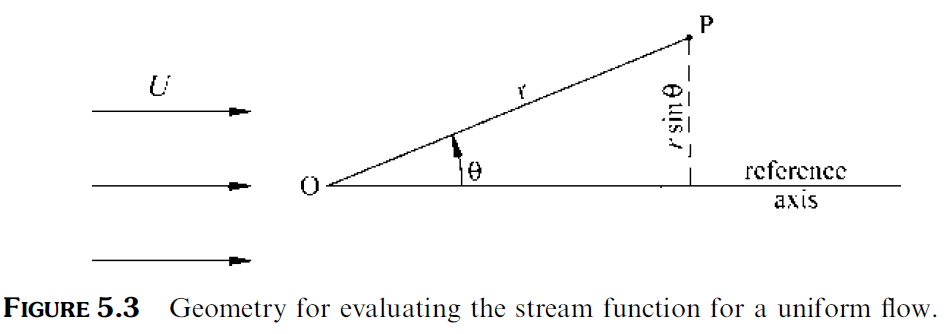 P
U
r
r sin θ
θ
O
reference
axis
FIGURE 5.3 Geometry for evaluating the stream function for a uniform flow.